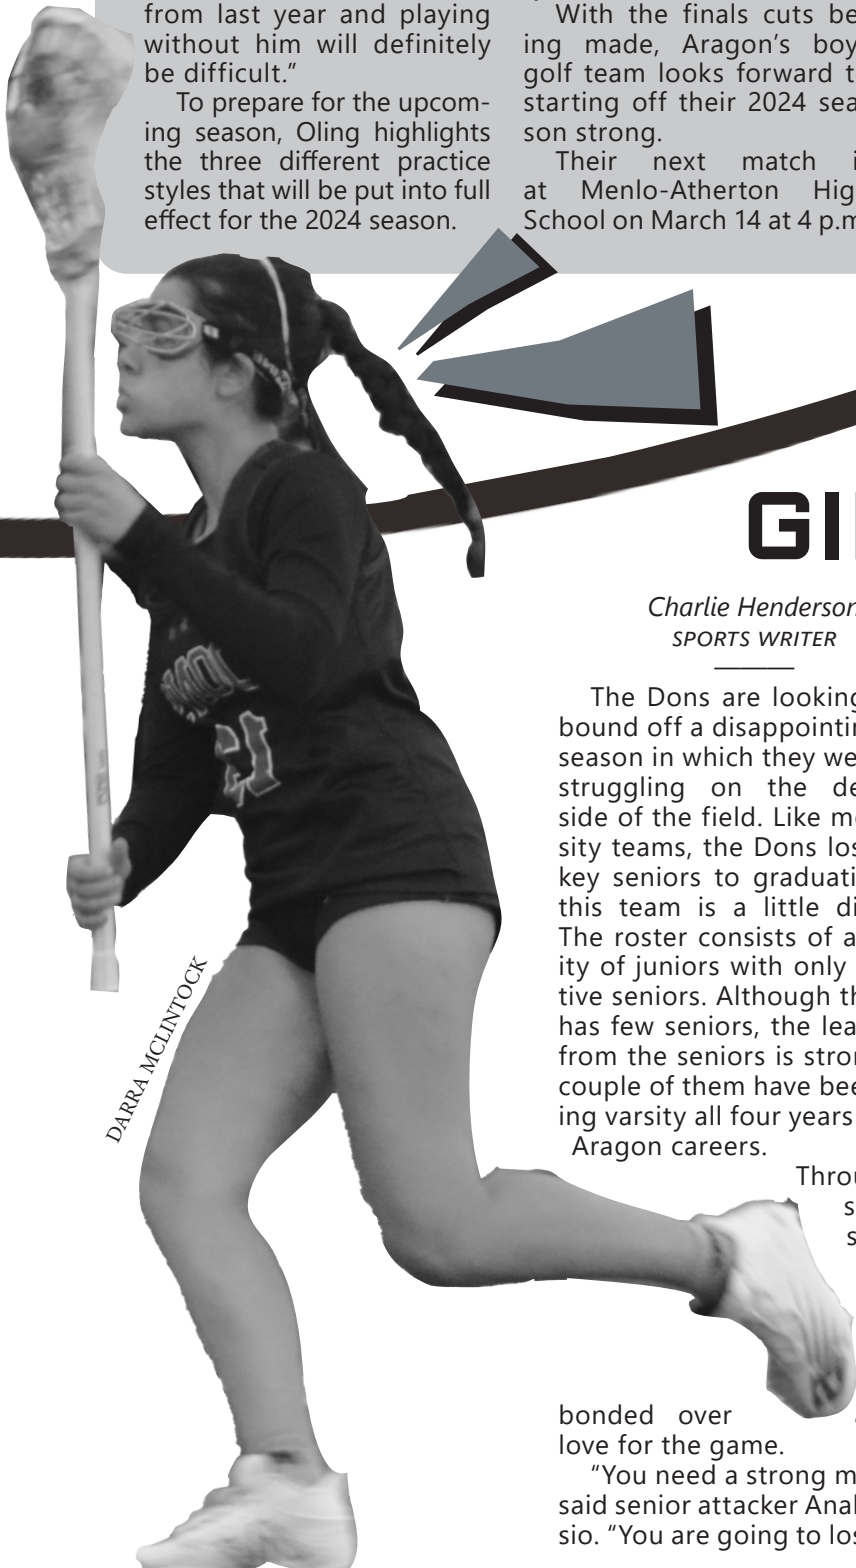 from last year and playing
without him will definitely
be difficult.”
To prepare for the upcom-
ing season, Oling highlights
the three different practice
styles that will be put into full
effect for the 2024 season.
With the finals cuts be
ing made, Aragon’s boy
golf team looks forward t
starting off their 2024 sea
son strong.
Their next match i
at Menlo-Atherton Hig
School on March 14 at 4 p.m
GI
Charlie Henderson
SPORTS WRITER
The Dons are looking
bound off a disappointin
season in which they we
struggling on the de
side of the field. Like m
sity teams, the Dons los
key seniors to graduati
this team is a little di
The roster consists of a
ity of juniors with only
tive seniors. Although th
has few seniors, the lea
from the seniors is stron
couple of them have bee
ing varsity all four years
Aragon careers.
Throu
s
s
bonded over
love for the game.
“You need a strong m
said senior attacker Anal
sio. “You are going to los
DARRA MCLINTOCK